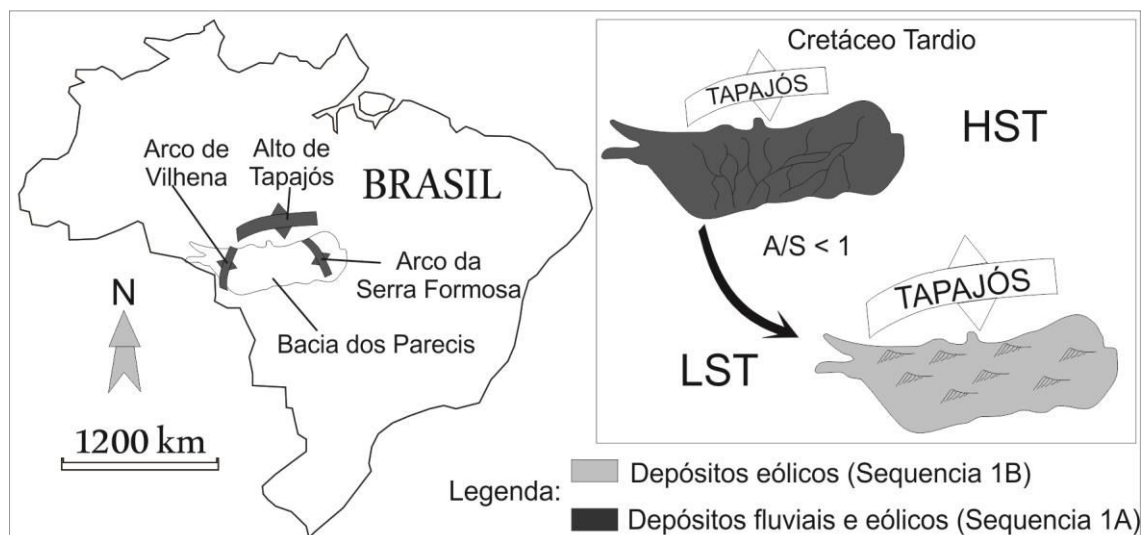 Arco de
Vilhena
Alto de
Tapajós
BRASIL
Arco da
Serra Formosa
Bacia dos Parecis
N
1200 km
Cretáceo Tardio
TAPAJÓS
HST
A/S < 1
TAPAJÓS
LST
Legenda:
Depósitos eólicos (Sequencia 1B)
Depósitos fluviais e eólicos (Sequencia 1A)